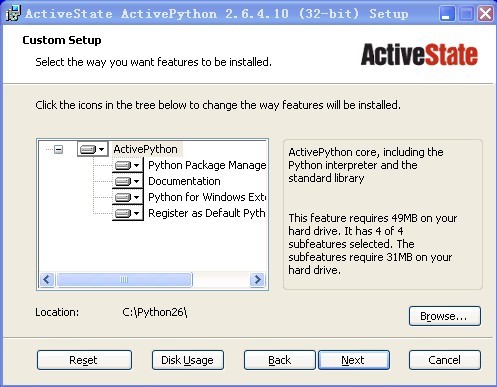 ActiveState ActivePython 2.6.4.10 (32-bit) Setup
Custom Setup
Select the way you want features to be installed.
ActiveState
Click the icons in the tree below to change the way features will be installed.
ActivePython
Python Package Manage
Documentation
Python for Windows Exte
Register as Default Pyth
ActivePython core, including the
Python interpreter and the
standard library
This feature requires 49MB on your
hard drive. It has 4 of 4
subfeatures selected. The
subfeatures require 31MB on your
hard drive.
Location:
C:\Python26\
Browse...
Reset
Disk Usage
Back
Next
Cancel